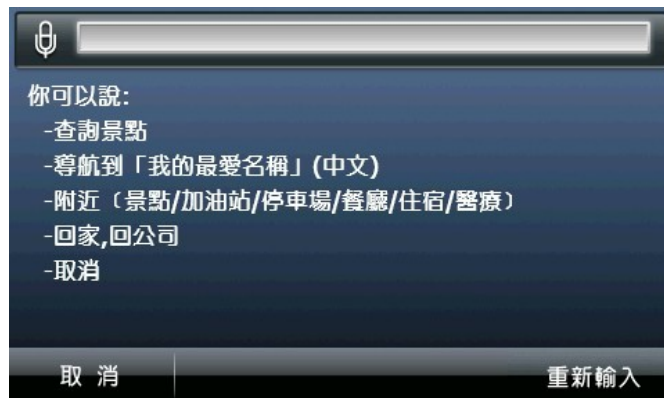 你可以說:
-查詢景點
-導航到「我的最愛名稱」(中文)
-附近〔景點/加油站/停車場/餐廳/住宿/醫療〕
-回家,回公司
-取消
取 消
重新輸入